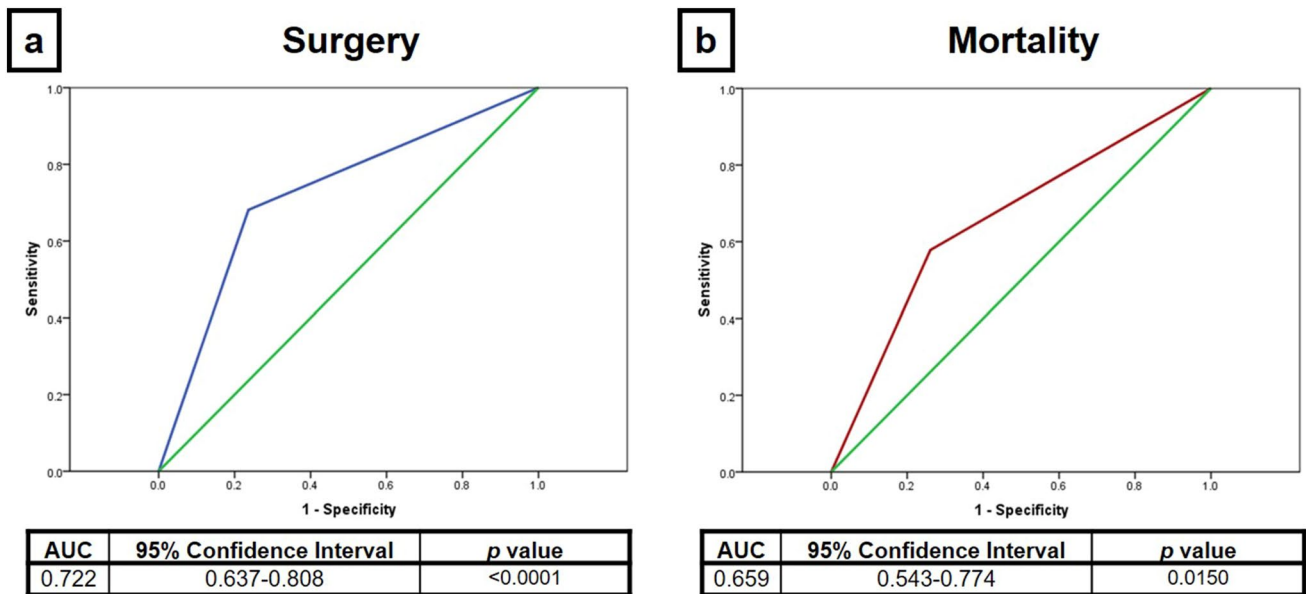 a Surgery
1.0
0.8
0.6
0.4
0.2
0.0
Sensitivity
0.0 0.2 0.4 0.6 0.8 1.0
1 - Specificity
AUC 95% Confidence Interval p value
0.722 0.637-0.808 <0.0001
b Mortality
1.0
0.8
0.6
0.4
0.2
0.0
Sensitivity
0.0 0.2 0.4 0.6 0.8 1.0
1 - Specificity
AUC 95% Confidence Interval p value
0.659 0.543-0.774 0.0150